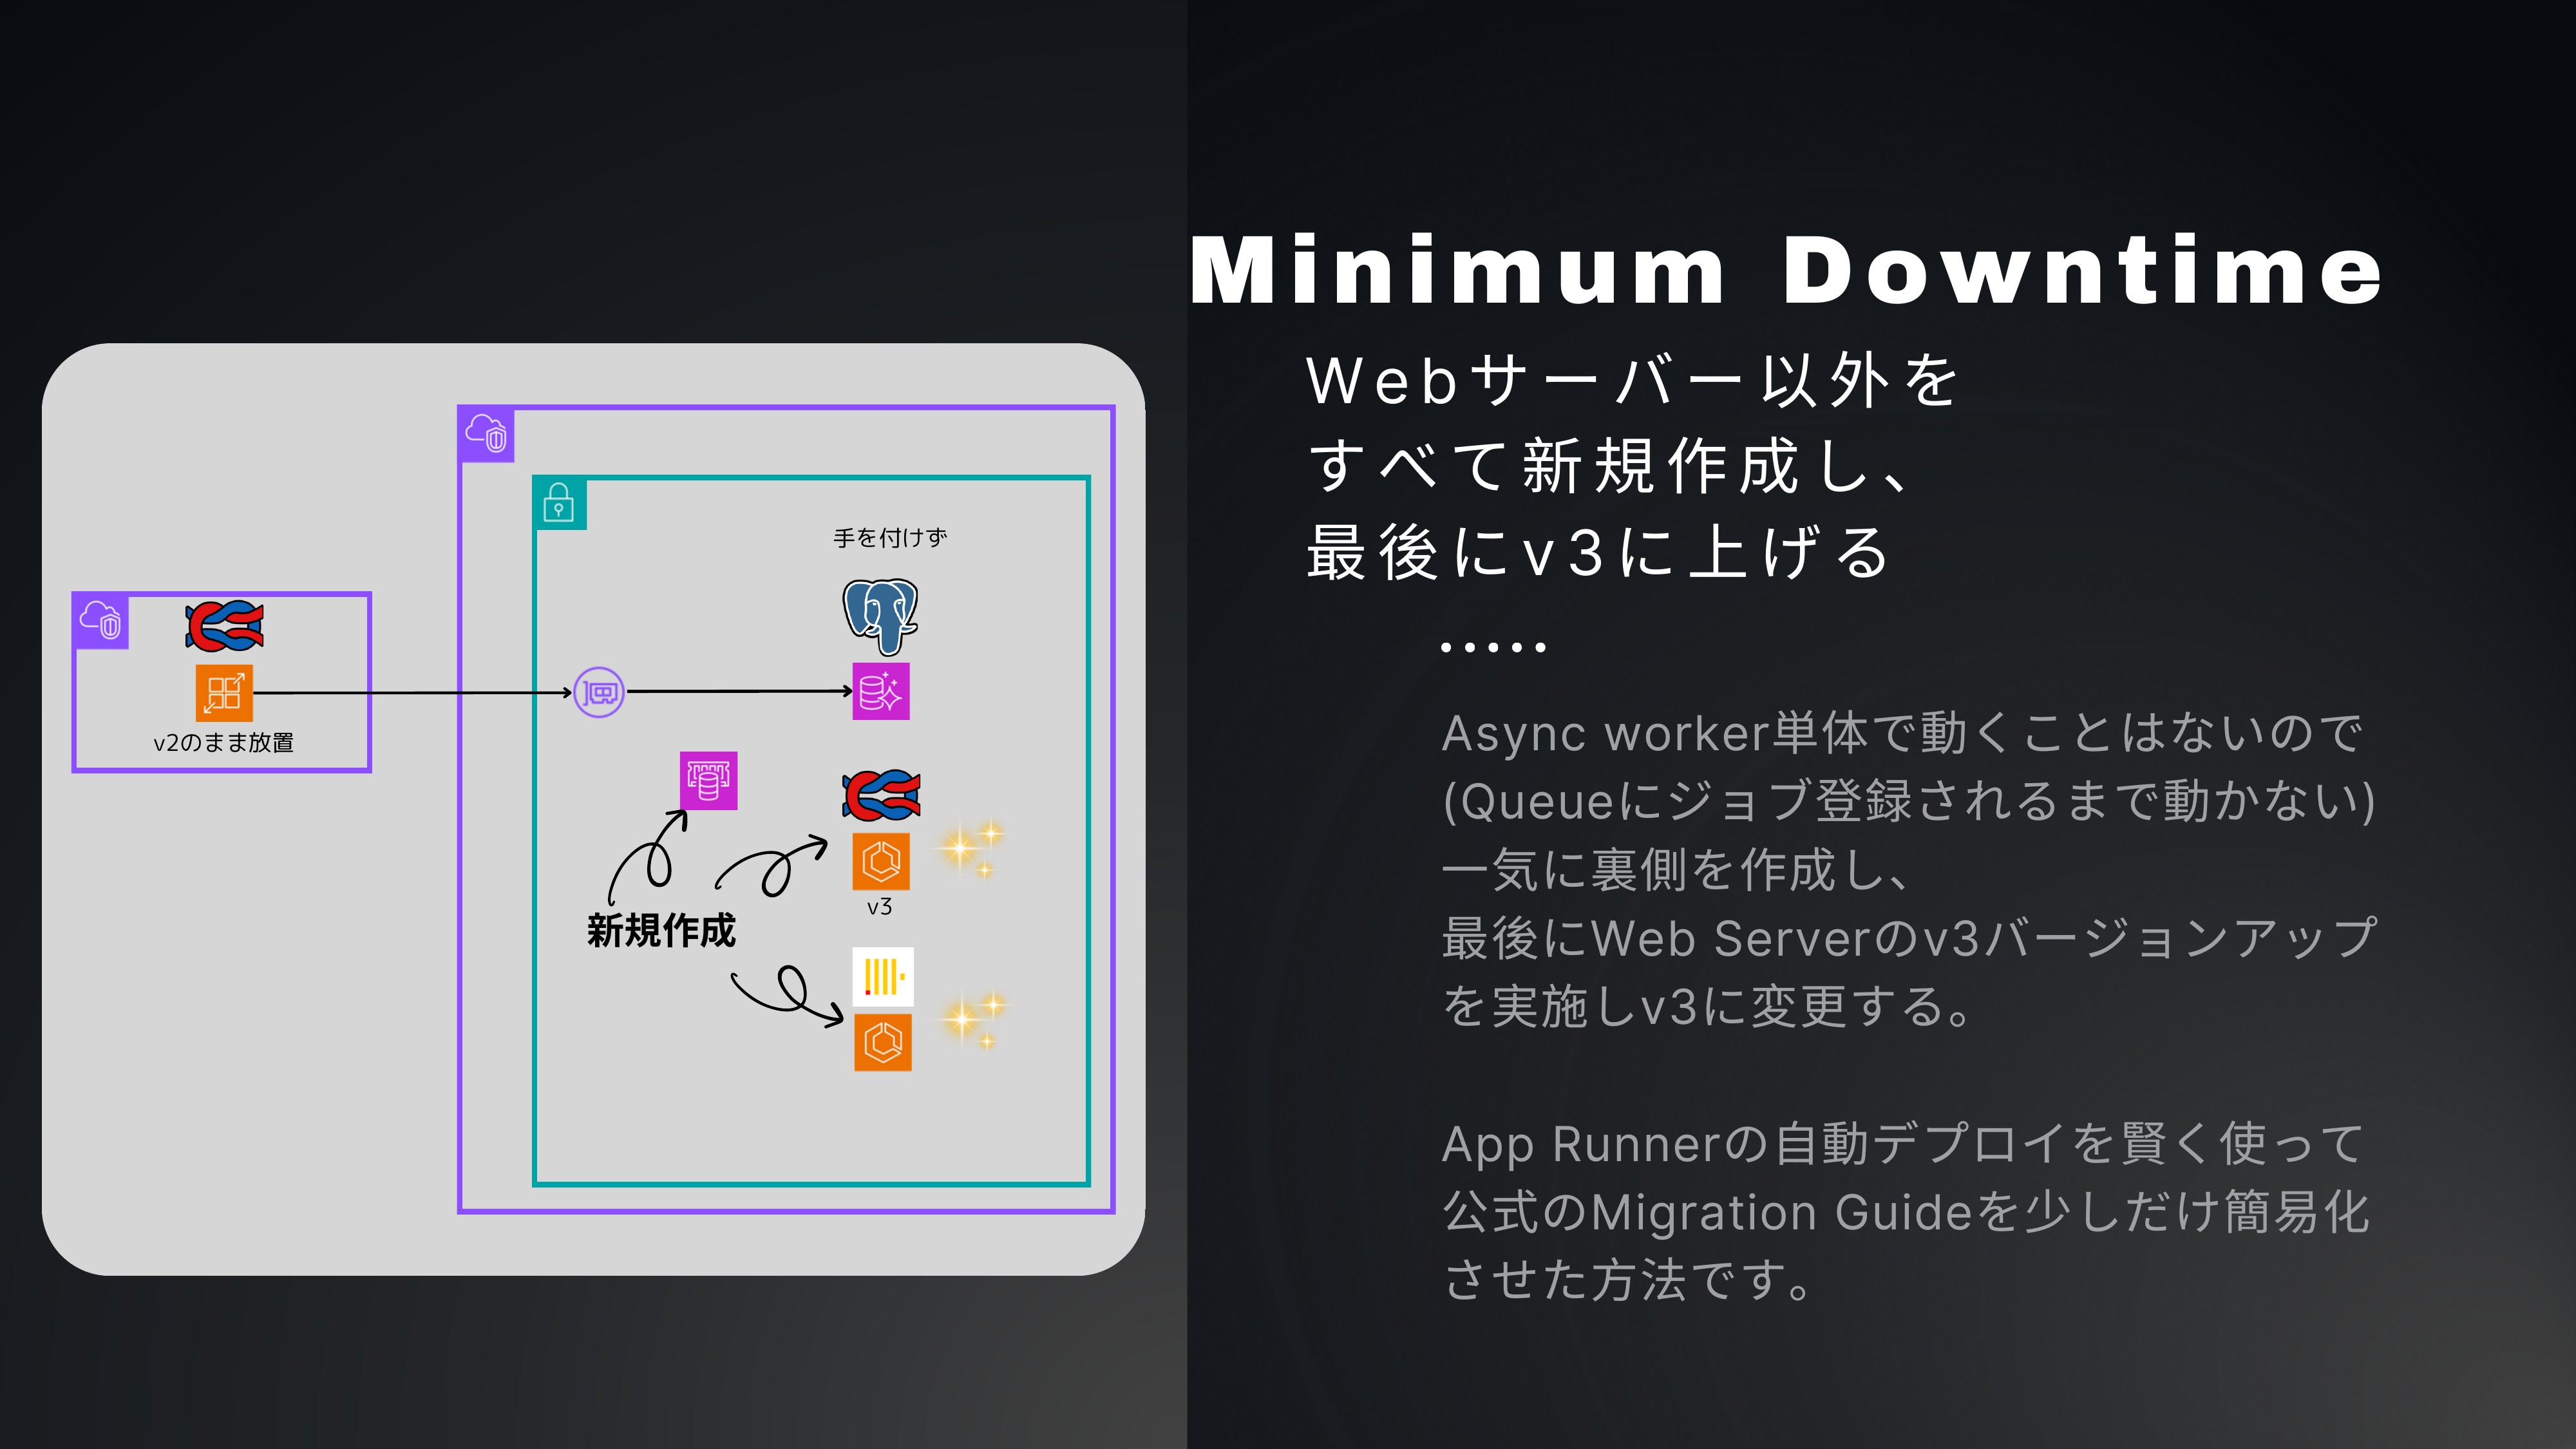 Minimum Downtime
Webサーバー以外を
すべて新規作成し、
最後にv3に上げる
Async worker単体で動くことはないので
(Queueにジョブ登録されるまで動かない)
一気に裏側を作成し、
最後にWeb Serverのv3バージョンアップ
を実施しv3に変更する。
App Runnerの自動デプロイを賢く使って
公式のMigration Guideを少しだけ簡易化
させた方法です。
手を付けず
v2のまま放置
v3
新規作成